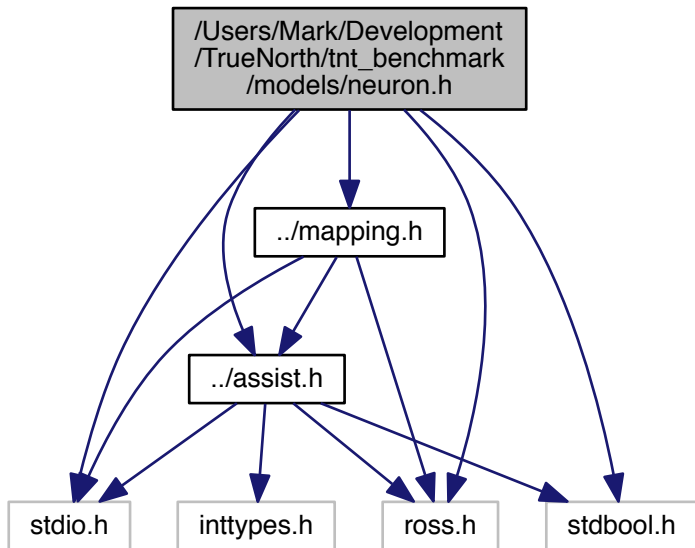 /Users/Mark/Development
/TrueNorth/tnt_benchmark
/models/neuron.h
../mapping.h
../assist.h
stdio.h
inttypes.h
ross.h
stdbool.h